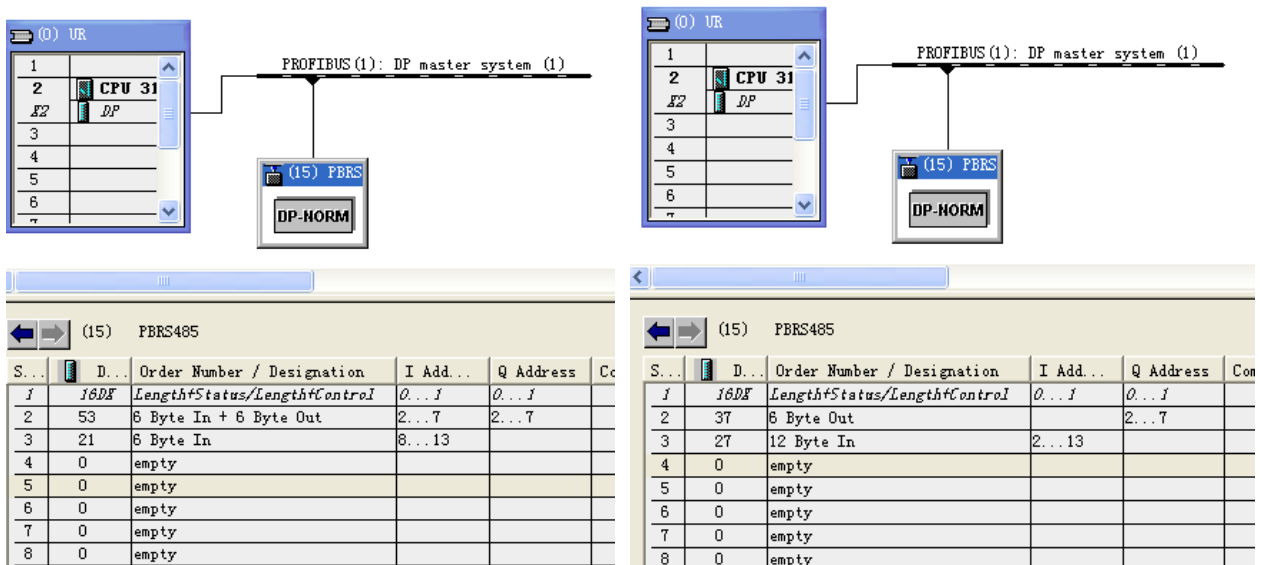 (0) UR
1
2 CPU 31
X2 DP
3
4
5
6
7
PROFIBUS(1): DP master system (1)
(15) PBRS
DP-NORM
(15) PBRS485
S... D... Order Number / Designation I Add... Q Address Co
1 16DE Length+Status/Length+Control 0...1 0...1
2 53 6 Byte In + 6 Byte Out 2...7 2...7
3 21 6 Byte In 8...13
4 0 empty
5 0 empty
6 0 empty
7 0 empty
8 0 empty
(0) UR
1
2 CPU 31
X2 DP
3
4
5
6
7
PROFIBUS(1): DP master system (1)
(15) PBRS
DP-NORM
(15) PBRS485
S... D... Order Number / Designation I Add... Q Address Com
1 16DE Length+Status/Length+Control 0...1 0...1
2 37 6 Byte Out 2...7
3 27 12 Byte In 2...13
4 0 empty
5 0 empty
6 0 empty
7 0 empty
8 0 empty